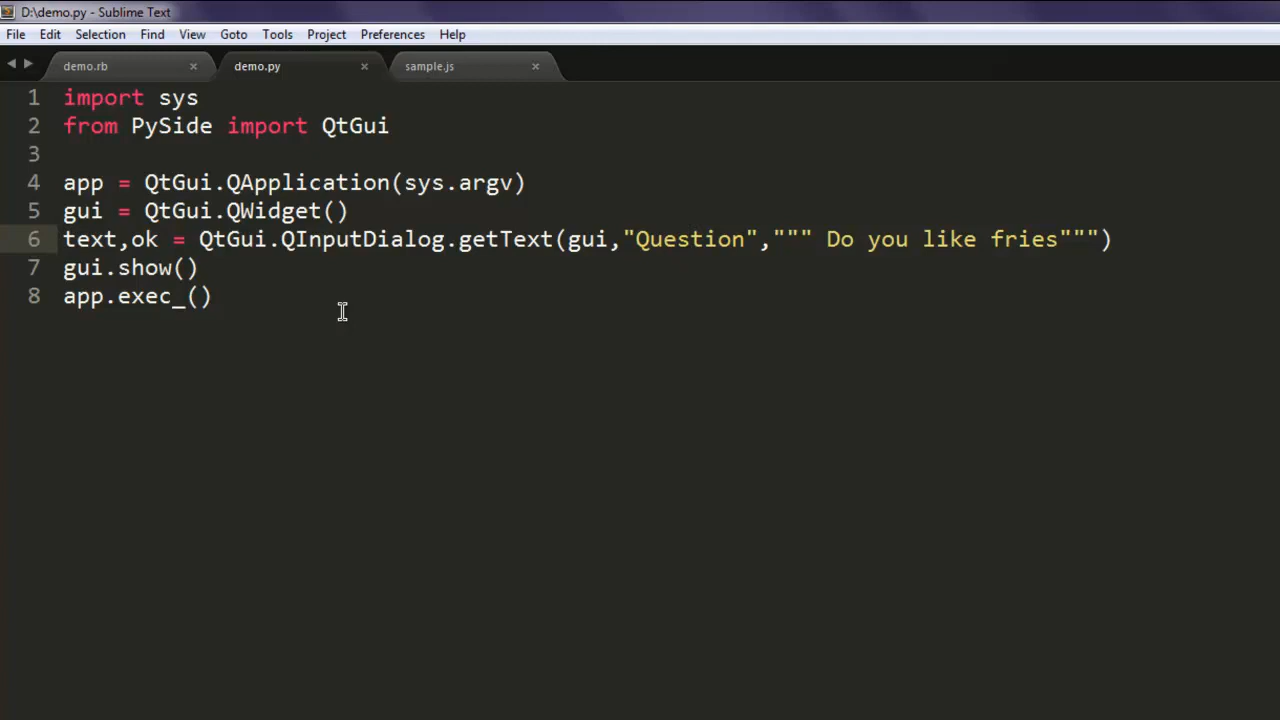 D:\demo.py - Sublime Text
File Edit Selection Find View Goto Tools Project Preferences Help
demo.rb × demo.py × sample.js ×
1 import sys
2 from PySide import QtGui
3
4 app = QtGui.QApplication(sys.argv)
5 gui = QtGui.QWidget()
6 text,ok = QtGui.QInputDialog.getText(gui,"Question",""" Do you like fries""")
7 gui.show()
8 app.exec_()